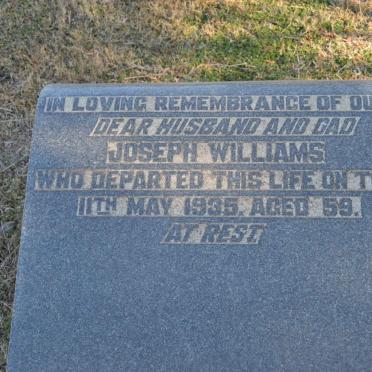 IN LOVING REMEMBRANCE OF OU
DEAR HUSBAND AND DAD
JOSEPH WILLIAMS
WHO DEPARTED THIS LIFE ON T
11TH MAY 1935, AGED 59.
AT REST.